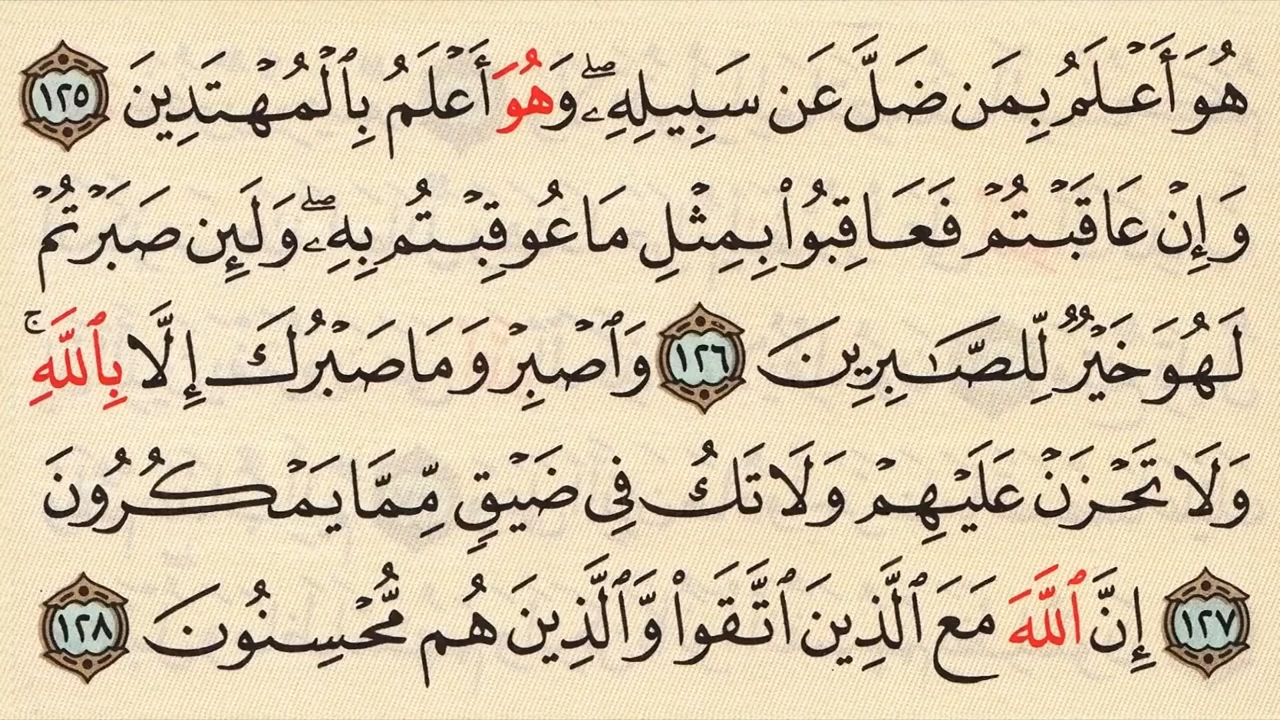 هُوَ أَعْلَمُ بِمَن ضَلَّ عَن سَبِيلِهِۦۖ وَهُوَ أَعْلَمُ بِٱلْمُهْتَدِينَ ١٢٥
وَإِنْ عَاقَبْتُمْ فَعَاقِبُوا۟ بِمِثْلِ مَا عُوقِبْتُم بِهِۦۖ وَلَئِن صَبَرْتُمْ
لَهُوَ خَيْرٌ لِّلصَّـٰبِرِينَ ١٢٦ وَٱصْبِرْ وَمَا صَبْرُكَ إِلَّا بِٱللَّهِۚ
وَلَا تَحْزَنْ عَلَيْهِمْ وَلَا تَكُ فِى ضَيْقٍ مِّمَّا يَمْكُرُونَ
١٢٧ إِنَّ ٱللَّهَ مَعَ ٱلَّذِينَ ٱتَّقَوا۟ وَّٱلَّذِينَ هُم مُّحْسِنُونَ ١٢٨